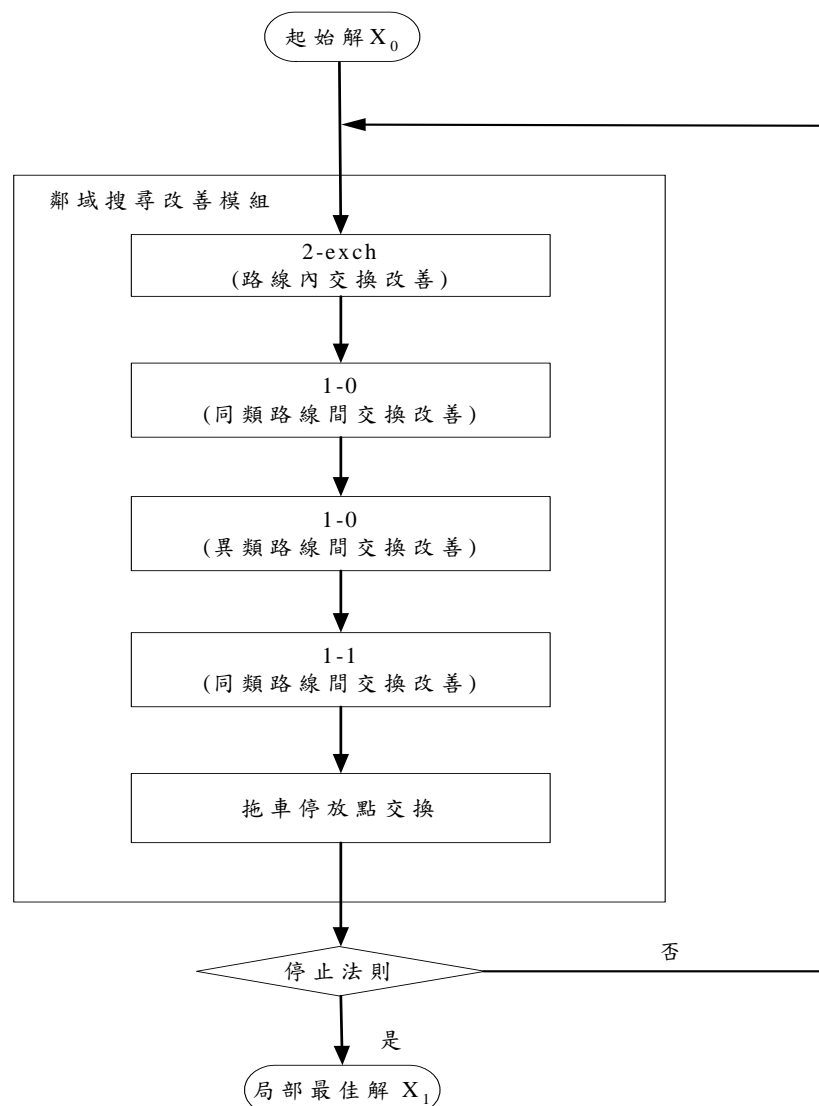 起始解X₀
鄰域搜尋改善模組
2-exch
(路線內交換改善)
1-0
(同類路線間交換改善)
1-0
(異類路線間交換改善)
1-1
(同類路線間交換改善)
拖車停放點交換
停止法則
否
是
局部最佳解 X₁